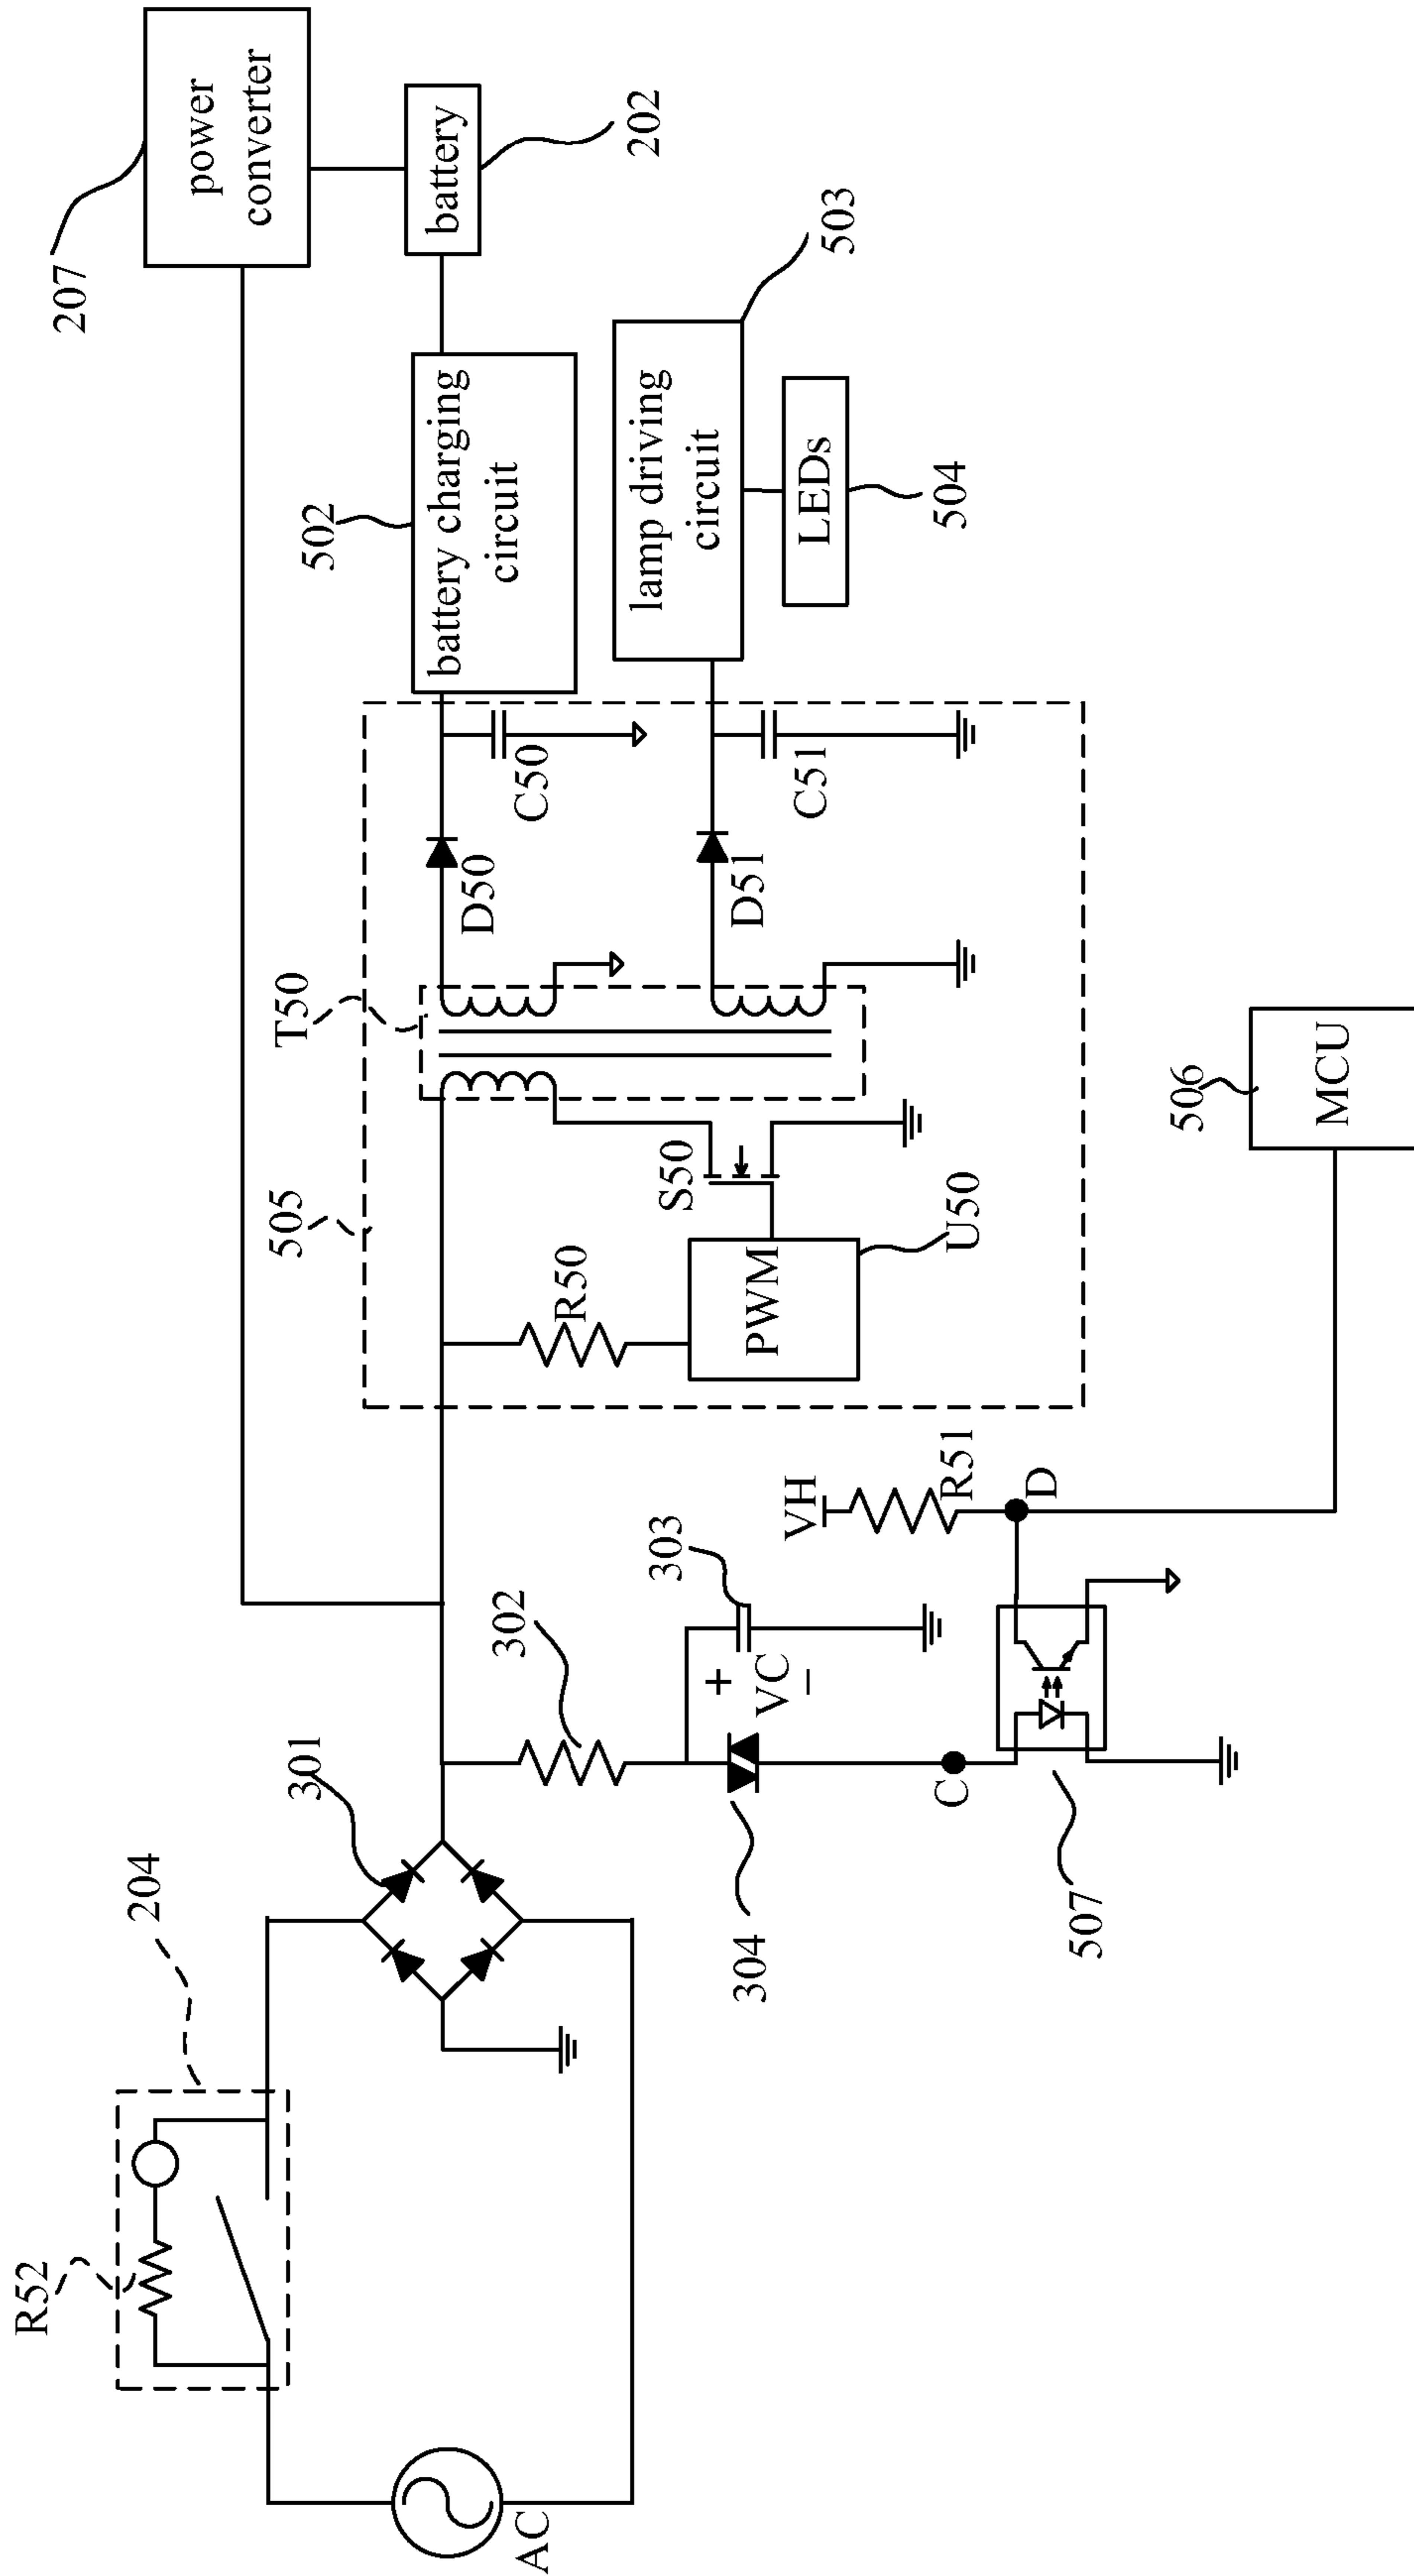 207
power
converter
battery
202
502
battery charging
circuit
503
lamp driving
circuit
LEDs
504
C50
C51
D50
D51
T50
505
S50
R50
PWM
U50
506
MCU
VH
R51
D
303
302
+
VC
−
301
304
C
507
204
R52
AC